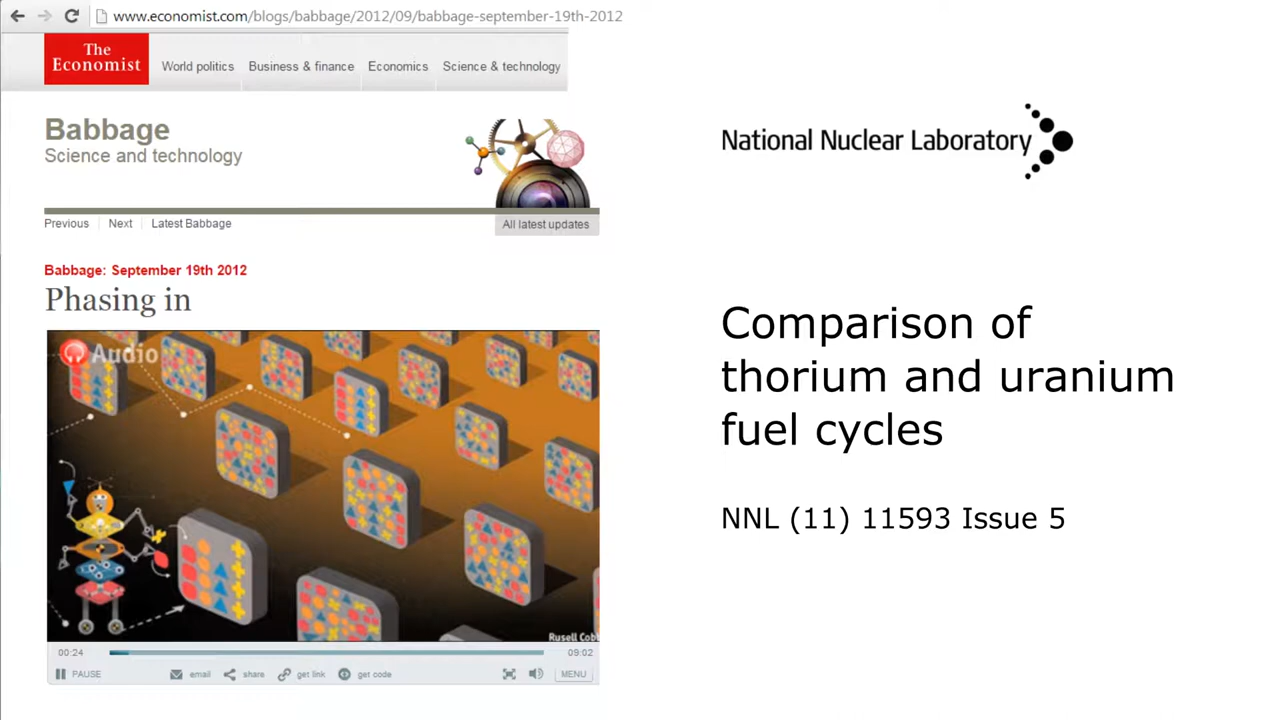 www.economist.com/blogs/babbage/2012/09/babbage-september-19th-2012
The
Economist
World politics Business & finance Economics Science & technology
Babbage
Science and technology
Previous Next Latest Babbage All latest updates
Babbage: September 19th 2012
Phasing in
Audio
Rusell Cobb
00:24 09:02
PAUSE email share get link get code MENU
National Nuclear Laboratory
Comparison of
thorium and uranium
fuel cycles
NNL (11) 11593 Issue 5